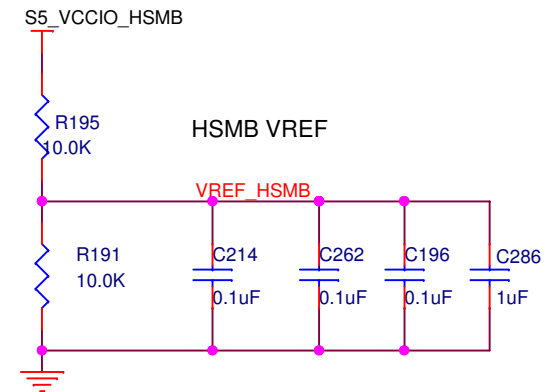 S5_VCCIO_HSMB
R195
10.0K
HSMB VREF
VREF_HSMB
R191
10.0K
C214
0.1uF
C262
0.1uF
C196
0.1uF
C286
1uF